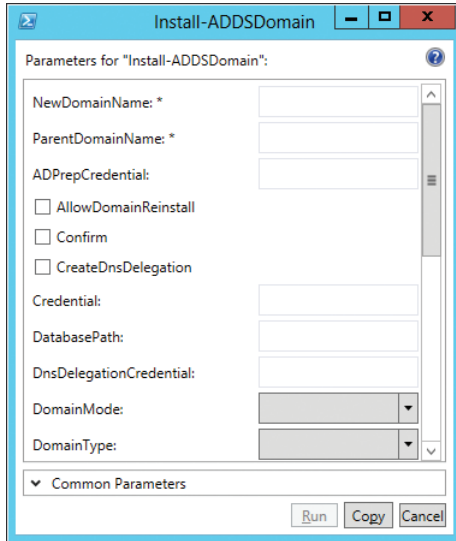 Install-ADDSDomain
Parameters for "Install-ADDSDomain":
NewDomainName: *
ParentDomainName: *
ADPrepCredential:
AllowDomainReinstall
Confirm
CreateDnsDelegation
Credential:
DatabasePath:
DnsDelegationCredential:
DomainMode:
DomainType:
Common Parameters
Run Copy Cancel